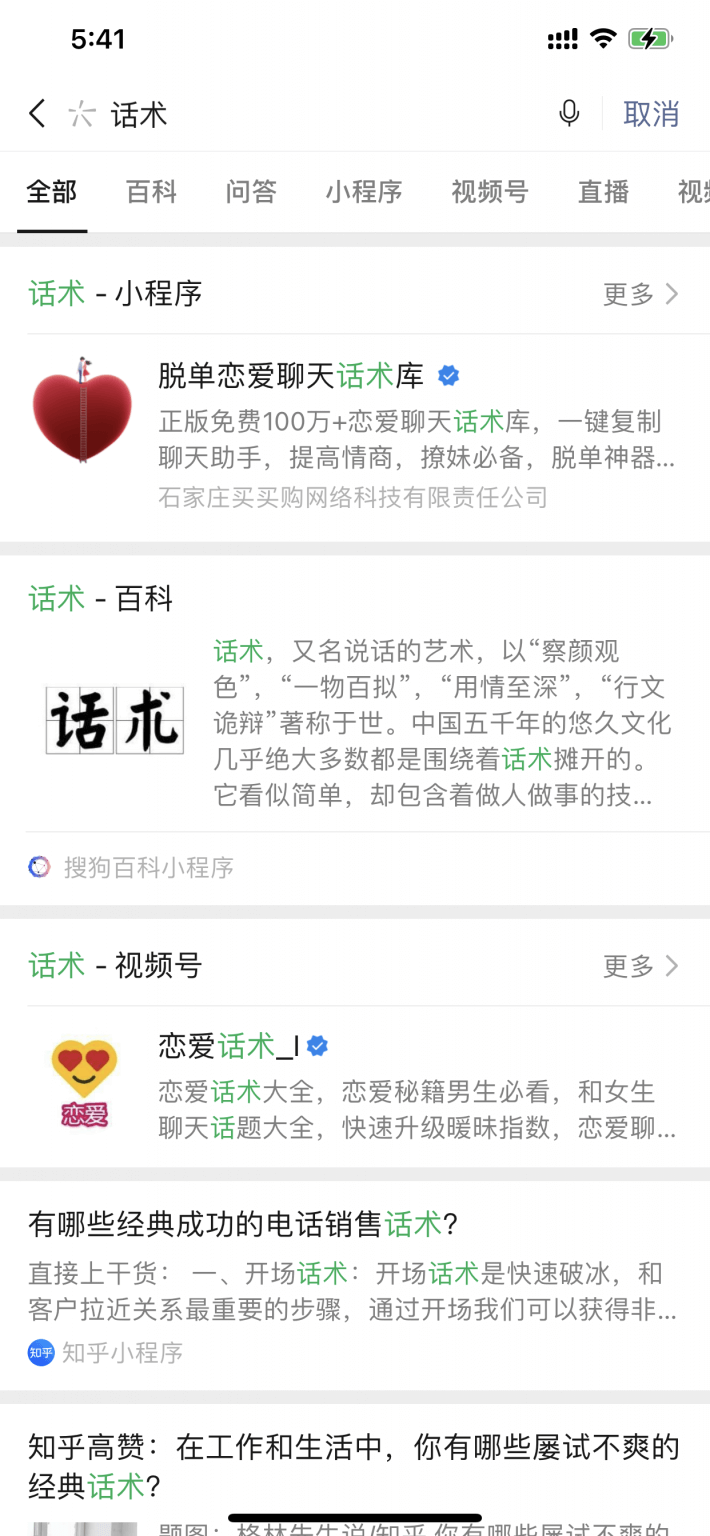 5:41
话术
取消
全部 百科 问答 小程序 视频号 直播
话术 - 小程序
更多
脱单恋爱聊天话术库
正版免费100万+恋爱聊天话术库，一键复制
聊天助手，提高情商，撩妹必备，脱单神器...
石家庄买买购网络科技有限责任公司
话术 - 百科
话术
话术，又名说话的艺术，以“察颜观
色”，“一物百拟”，“用情至深”，“行文
诡辩”著称于世。中国五千年的悠久文化
几乎绝大多数都是围绕着话术摊开的。
它看似简单，却包含着做人做事的技...
搜狗百科小程序
话术 - 视频号
更多
恋爱话术_I
恋爱
恋爱话术大全，恋爱秘籍男生必看，和女生
聊天话题大全，快速升级暖昧指数，恋爱聊...
有哪些经典成功的电话销售话术?
直接上干货： 一、开场话术：开场话术是快速破冰，和
客户拉近关系最重要的步骤，通过开场我们可以获得非...
知乎
知乎小程序
知乎高赞：在工作和生活中，你有哪些屡试不爽的
经典话术?